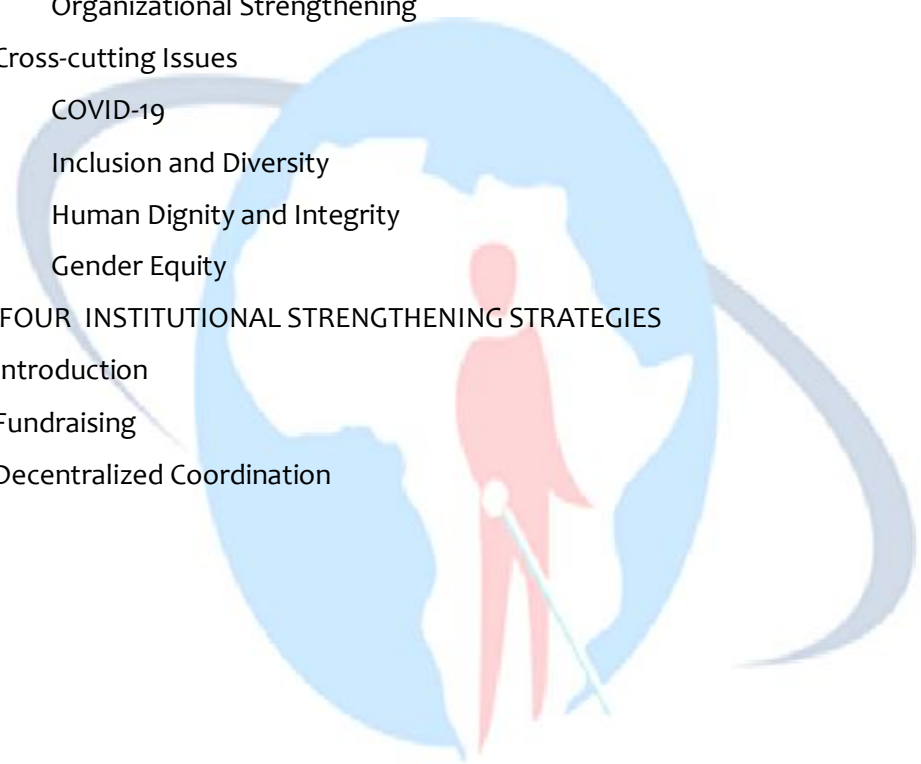 Organizational Strengthening
Cross-cutting Issues
COVID-19
Inclusion and Diversity
Human Dignity and Integrity
Gender Equity
FOUR INSTITUTIONAL STRENGTHENING STRATEGIES
Introduction
Fundraising
Decentralized Coordination